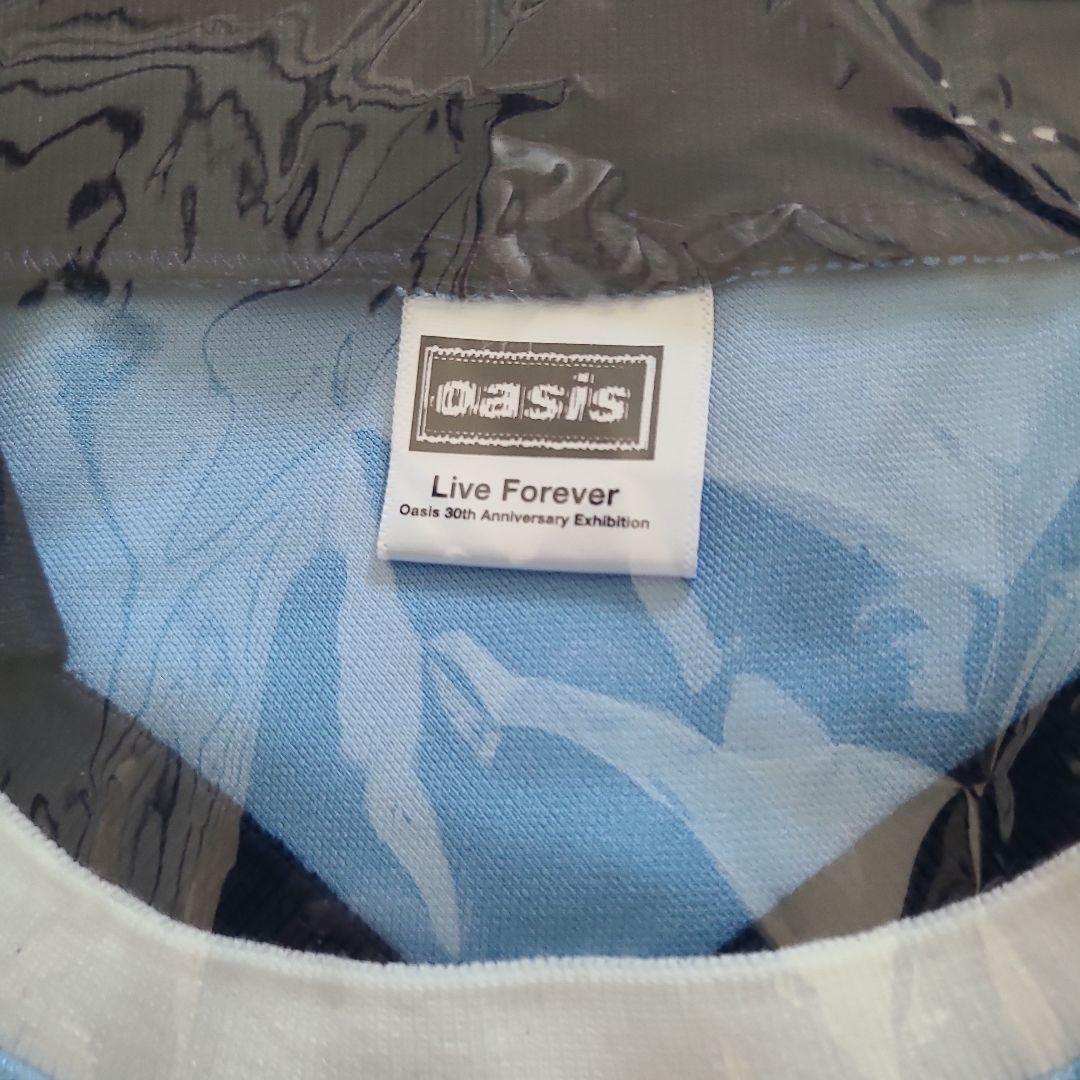 oasis
Live Forever
Oasis 30th Anniversary Exhibition